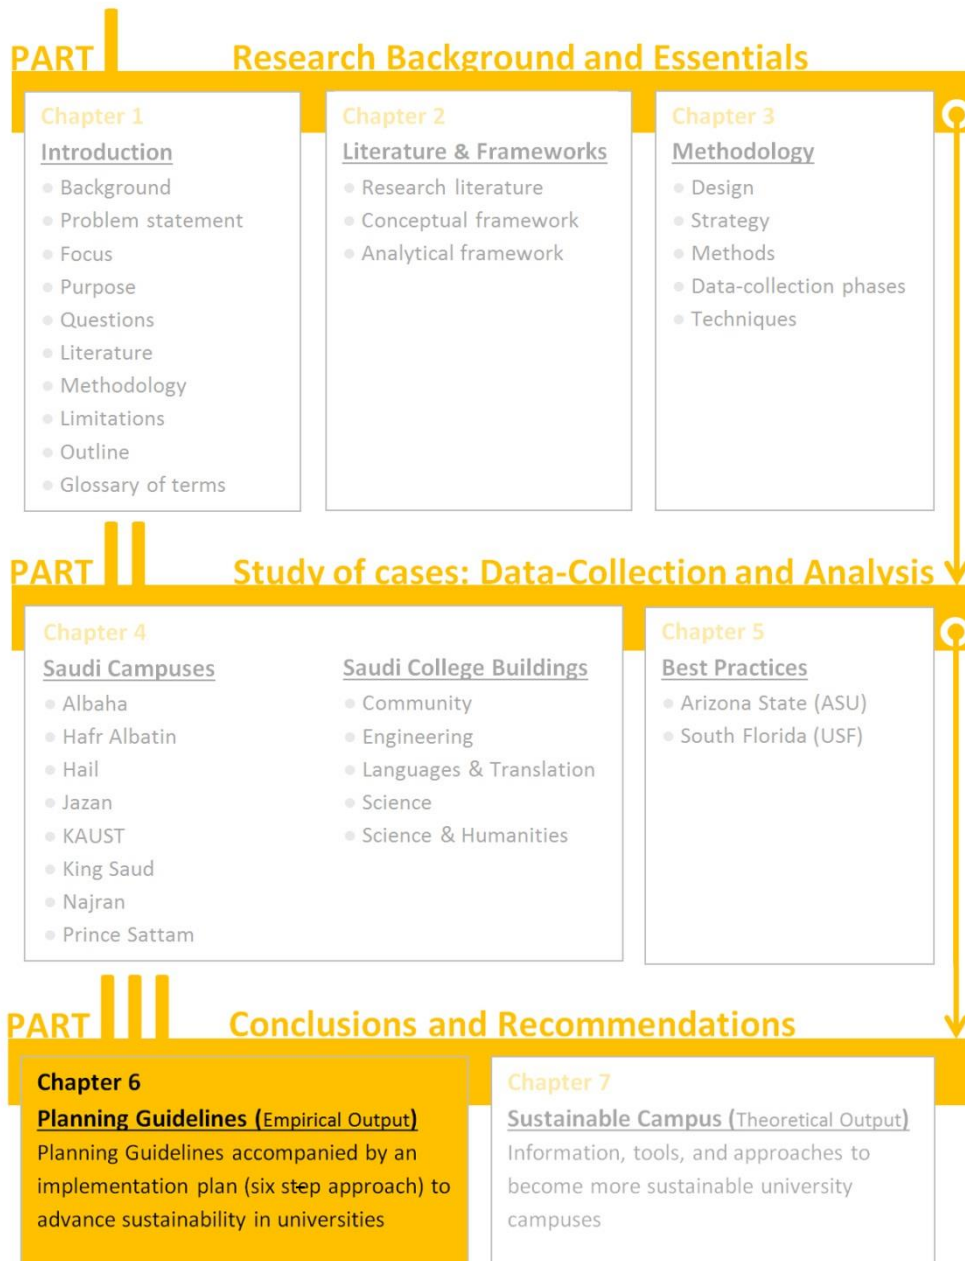 PART I Research Background and Essentials
Chapter 1
Introduction
Background
Problem statement
Focus
Purpose
Questions
Literature
Methodology
Limitations
Outline
Glossary of terms
Chapter 2
Literature & Frameworks
Research literature
Conceptual framework
Analytical framework
Chapter 3
Methodology
Design
Strategy
Methods
Data-collection phases
Techniques
PART II Study of cases: Data-Collection and Analysis
Chapter 4
Saudi Campuses
Albaha
Hafr Albatin
Hail
Jazan
KAUST
King Saud
Najran
Prince Sattam
Saudi College Buildings
Community
Engineering
Languages & Translation
Science
Science & Humanities
Chapter 5
Best Practices
Arizona State (ASU)
South Florida (USF)
PART III Conclusions and Recommendations
Chapter 6
Planning Guidelines (Empirical Output)
Planning Guidelines accompanied by an
implementation plan (six step approach) to
advance sustainability in universities
Chapter 7
Sustainable Campus (Theoretical Output)
Information, tools, and approaches to
become more sustainable university
campuses